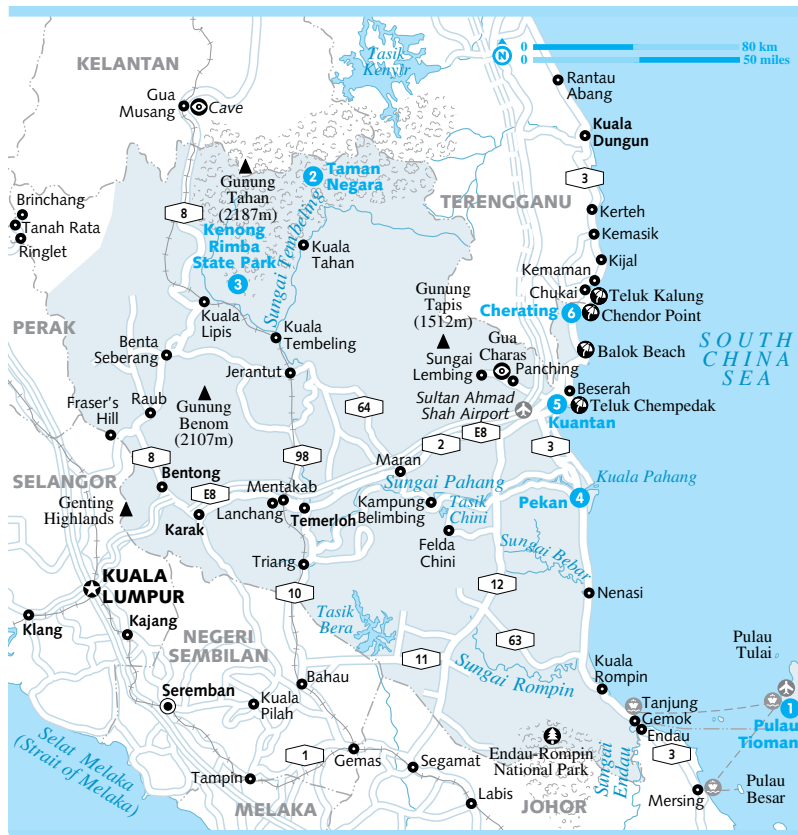 KELANTAN
Tasik
Kenyir
N
0
80 km
0
50 miles
Rantau
Abang
Gua
Musang
Cave
Kuala
Dungun
3
Gunung
Tahan
(2187m)
2
Taman
Negara
TERENGGANU
Brinchang
Tanah Rata
Ringlet
8
Kenong
Rimba
State Park
3
Sungai Tembeling
Kuala
Tahan
Kerteh
Kemasik
Kijal
Kemaman
Chukai
Teluk Kalung
Cherating
6
Chendor Point
Gunung
Tapis
(1512m)
PERAK
Kuala
Lipis
Kuala
Tembeling
Benta
Seberang
Jerantut
Gua
Charas
Sungai
Lembing
Panching
Balok Beach
SOUTH
CHINA
SEA
Sultan Ahmad
Shah Airport
Beserah
5
Teluk Chempedak
Kuantan
Raub
Fraser's
Hill
Gunung
Benom
(2107m)
64
E8
2
3
8
98
SELANGOR
Bentong
Maran
Sungai Pahang
Kuala Pahang
Genting
Highlands
E8
Mentakab
Lanchang
Temerloh
Karak
Kampung
Belimbing
Tasik
Chini
Pekan
4
Felda
Chini
Triang
Sungai Bebar
KUALA
LUMPUR
10
12
Nenasi
Klang
Kajang
Tasik
Bera
63
NEGERI
SEMBILAN
11
Sungai Rompin
Pulau
Tulai
Kuala
Rompin
Bahau
Seremban
Kuala
Pilah
Tanjung
Gemok
Endau
1
Pulau
Tioman
Selat Melaka
(Strait of Melaka)
1
Gemas
Segamat
Endau-Rompin
National Park
Sungai
Endau
3
Tampin
Labis
Mersing
Pulau
Besar
MELAKA
JOHOR